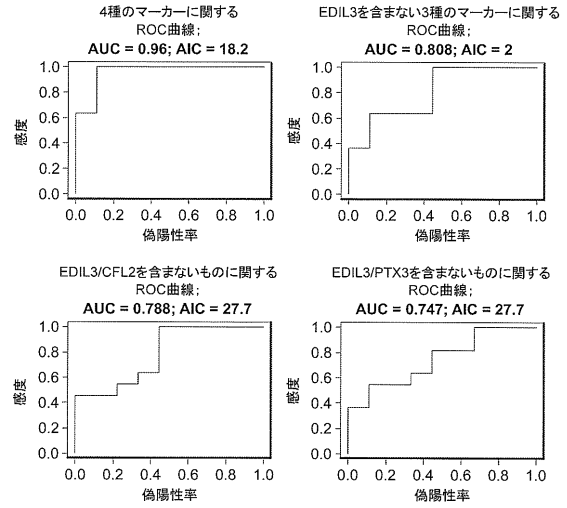 4種のマーカーに関する
ROC曲線;
AUC = 0.96; AIC = 18.2
1.0
0.8
0.6
0.4
0.2
0.0
感度
0.0 0.2 0.4 0.6 0.8 1.0
偽陽性率
EDIL3を含まない3種のマーカーに関する
ROC曲線;
AUC = 0.808; AIC = 2
1.0
0.8
0.6
0.4
0.2
0.0
感度
0.0 0.2 0.4 0.6 0.8 1.0
偽陽性率
EDIL3/CFL2を含まないものに関する
ROC曲線;
AUC = 0.788; AIC = 27.7
1.0
0.8
0.6
0.4
0.2
0.0
感度
0.0 0.2 0.4 0.6 0.8 1.0
偽陽性率
EDIL3/PTX3を含まないものに関する
ROC曲線;
AUC = 0.747; AIC = 27.7
1.0
0.8
0.6
0.4
0.2
0.0
感度
0.0 0.2 0.4 0.6 0.8 1.0
偽陽性率